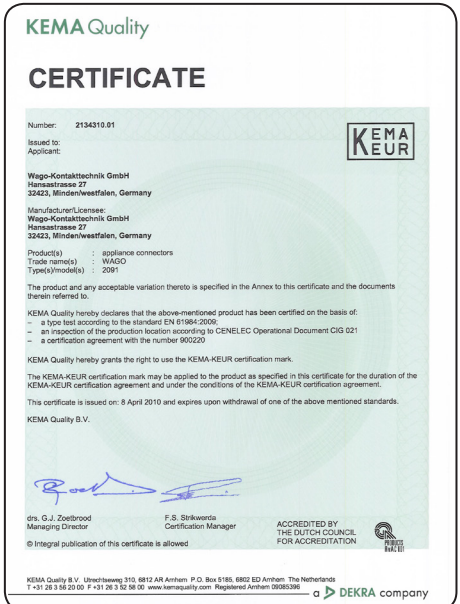 KEMA Quality
CERTIFICATE
Number: 2134310.01
Issued to:
Applicant:
KEMA
EUR
Wago-Kontakttechnik GmbH
Hansastrasse 27
32423, Minden/westfalen, Germany
Manufacturer/Licensee:
Wago-Kontakttechnik GmbH
Hansastrasse 27
32423, Minden/westfalen, Germany
Product(s) : appliance connectors
Trade name(s) : WAGO
Type(s)/model(s) : 2091
The product and any acceptable variation thereto is specified in the Annex to this certificate and the documents
therein referred to.
KEMA Quality hereby declares that the above-mentioned product has been certified on the basis of:
– a type test according to the standard EN 61984:2009;
– an inspection of the production location according to CENELEC Operational Document CIG 021
– a certification agreement with the number 900220
KEMA Quality hereby grants the right to use the KEMA-KEUR certification mark.
The KEMA-KEUR certification mark may be applied to the product as specified in this certificate for the duration of the
KEMA-KEUR certification agreement and under the conditions of the KEMA-KEUR certification agreement.
This certificate is issued on: 8 April 2010 and expires upon withdrawal of one of the above mentioned standards.
KEMA Quality B.V.
drs. G.J. Zoetbrood
Managing Director
F.S. Strikwerda
Certification Manager
© Integral publication of this certificate is allowed
ACCREDITED BY
THE DUTCH COUNCIL
FOR ACCREDITATION
PRODUCTS
RvAC 101
KEMA Quality B.V. Utrechtseweg 310, 6812 AR Arnhem P.O. Box 5185, 6802 ED Arnhem The Netherlands
T +31 26 3 56 20 00 F +31 26 3 52 58 00 www.kemaquality.com Registered Arnhem 09085396
a DEKRA company